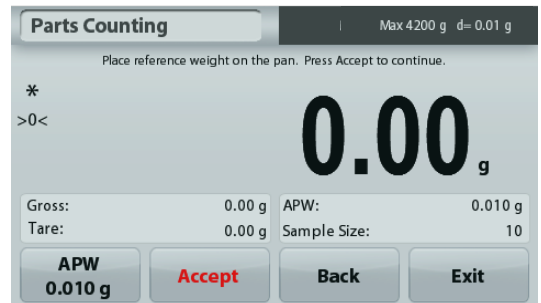 Parts Counting
Max 4200 g d= 0.01 g
Place reference weight on the pan. Press Accept to continue.
*
>0<
0.00 g
Gross: 0.00 g APW: 0.010 g
Tare: 0.00 g Sample Size: 10
APW
0.010 g
Accept Back Exit